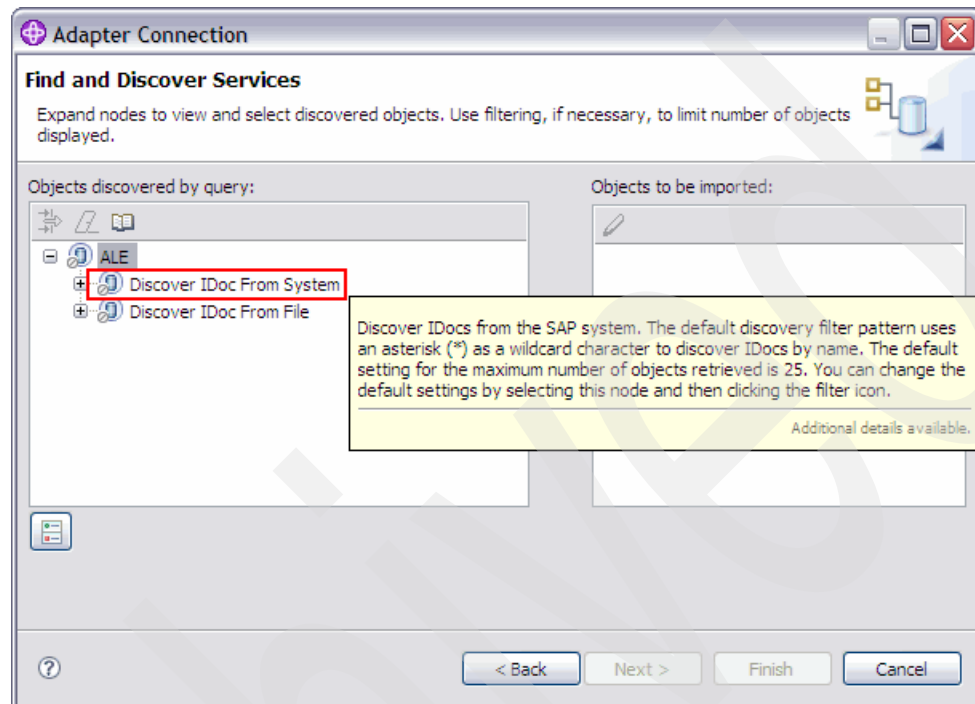 Adapter Connection
Find and Discover Services
Expand nodes to view and select discovered objects. Use filtering, if necessary, to limit number of objects
displayed.
Objects discovered by query:
Objects to be imported:
ALE
Discover IDoc From System
Discover IDoc From File
Discover IDocs from the SAP system. The default discovery filter pattern uses
an asterisk (*) as a wildcard character to discover IDocs by name. The default
setting for the maximum number of objects retrieved is 25. You can change the
default settings by selecting this node and then clicking the filter icon.
Additional details available.
< Back
Next >
Finish
Cancel